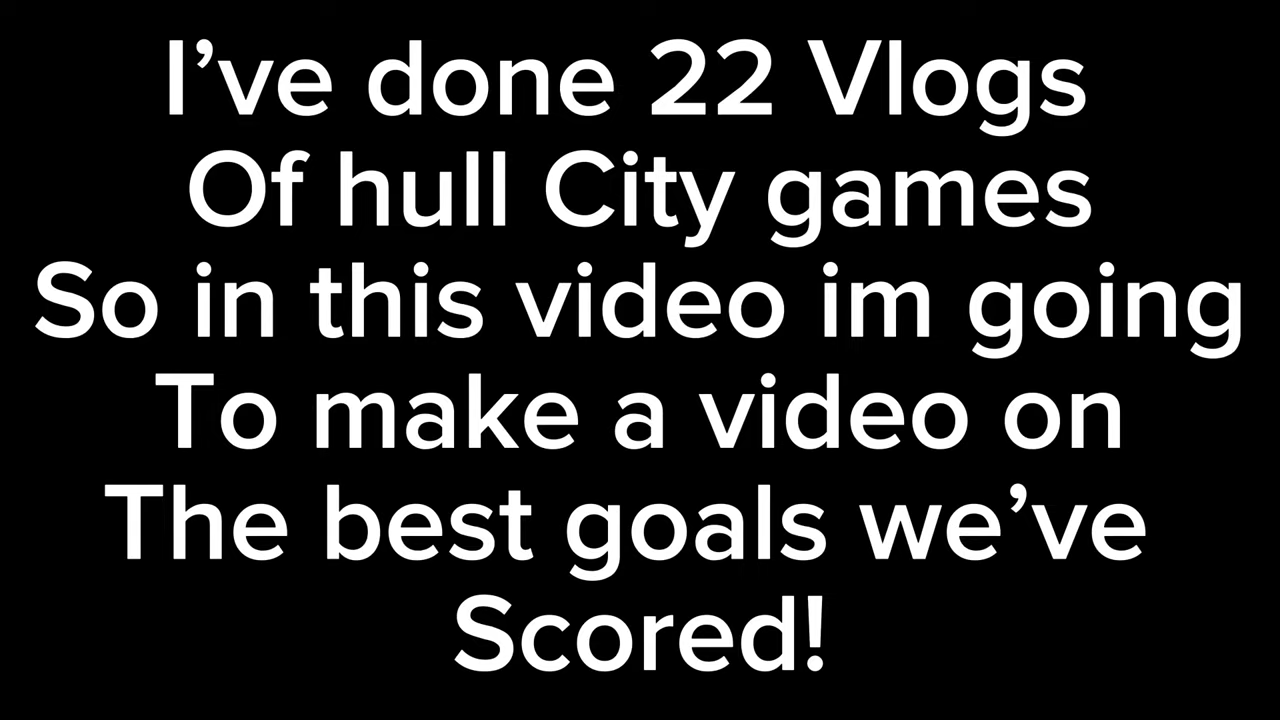 I’ve done 22 Vlogs
Of hull City games
So in this video im going
To make a video on
The best goals we’ve
Scored!